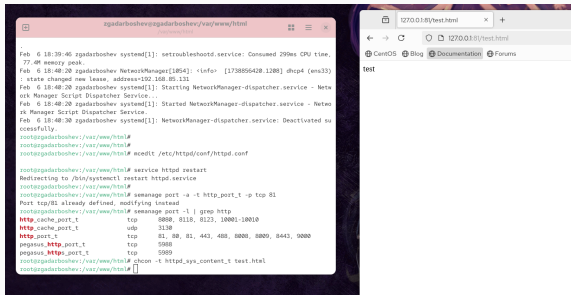 zgadarboshev@zgadarboshev:/var/www/html
/var/www/html
.
Feb  6 18:39:46 zgadarboshev systemd[1]: setroubleshootd.service: Consumed 299ms CPU time,
 77.4M memory peak.
Feb  6 18:40:20 zgadarboshev NetworkManager[1054]: <info>  [1738856420.1208] dhcp4 (ens33)
: state changed new lease, address=192.168.85.131
Feb  6 18:40:20 zgadarboshev systemd[1]: Starting NetworkManager-dispatcher.service - Netw
ork Manager Script Dispatcher Service...
Feb  6 18:40:20 zgadarboshev systemd[1]: Started NetworkManager-dispatcher.service - Netwo
rk Manager Script Dispatcher Service.
Feb  6 18:40:30 zgadarboshev systemd[1]: NetworkManager-dispatcher.service: Deactivated su
ccessfully.
root@zgadarboshev:/var/www/html#
root@zgadarboshev:/var/www/html#
root@zgadarboshev:/var/www/html# mcedit /etc/httpd/conf/httpd.conf
root@zgadarboshev:/var/www/html# service httpd restart
Redirecting to /bin/systemctl restart httpd.service
root@zgadarboshev:/var/www/html#
root@zgadarboshev:/var/www/html# semanage port -a -t http_port_t -p tcp 81
Port tcp/81 already defined, modifying instead
root@zgadarboshev:/var/www/html# semanage port -l | grep http
http_cache_port_t              tcp      8080, 8118, 8123, 10001-10010
http_cache_port_t              udp      3130
http_port_t                    tcp      81, 80, 81, 443, 488, 8008, 8009, 8443, 9000
pegasus_http_port_t            tcp      5988
pegasus_https_port_t           tcp      5989
root@zgadarboshev:/var/www/html# chcon -t httpd_sys_content_t test.html
root@zgadarboshev:/var/www/html#
127.0.0.1:81/test.html
127.0.0.1:81/test.html
CentOS Blog Documentation Forums
test